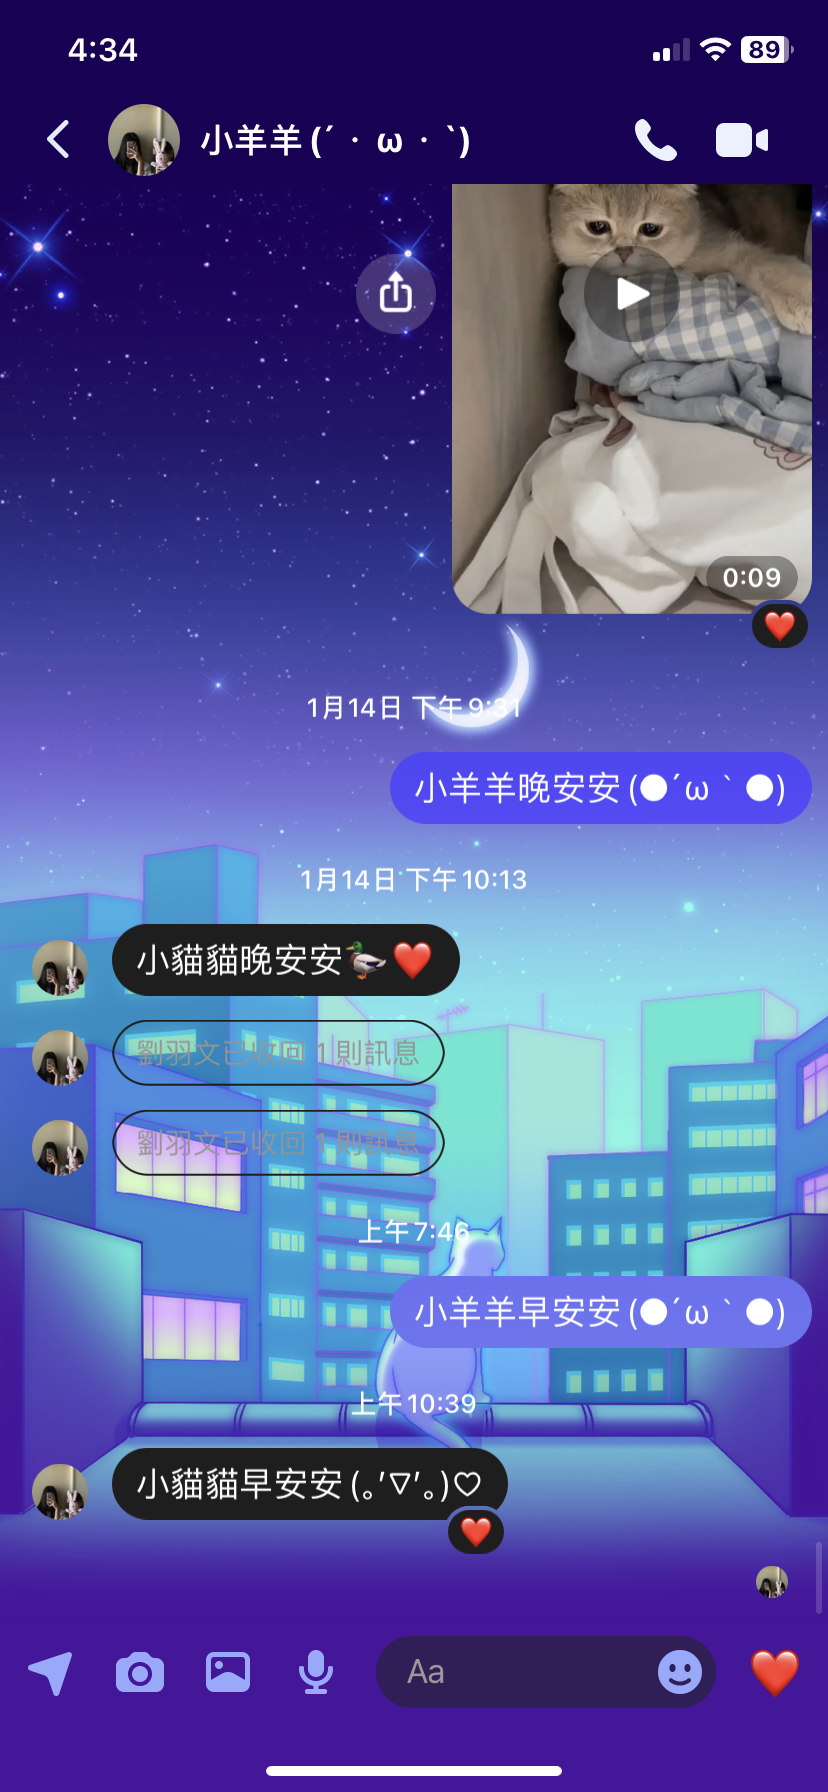 4:34
89
小羊羊(´・ω・`)
0:09
1月14日 下午9:31
小羊羊晚安安(●´ω｀●)
1月14日 下午10:13
小貓貓晚安安🦆❤️
劉羽文已收回 1 則訊息
劉羽文已收回 1 則訊息
上午7:46
小羊羊早安安(●´ω｀●)
上午10:39
小貓貓早安安(｡'▽'｡)♡
Aa